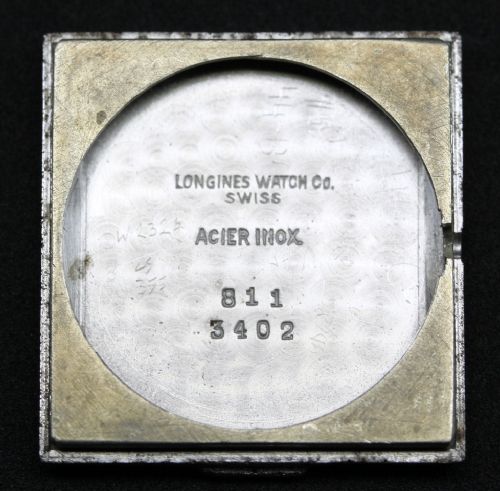 LONGINES WATCH CO.
SWISS
ACIER INOX.
811
3402